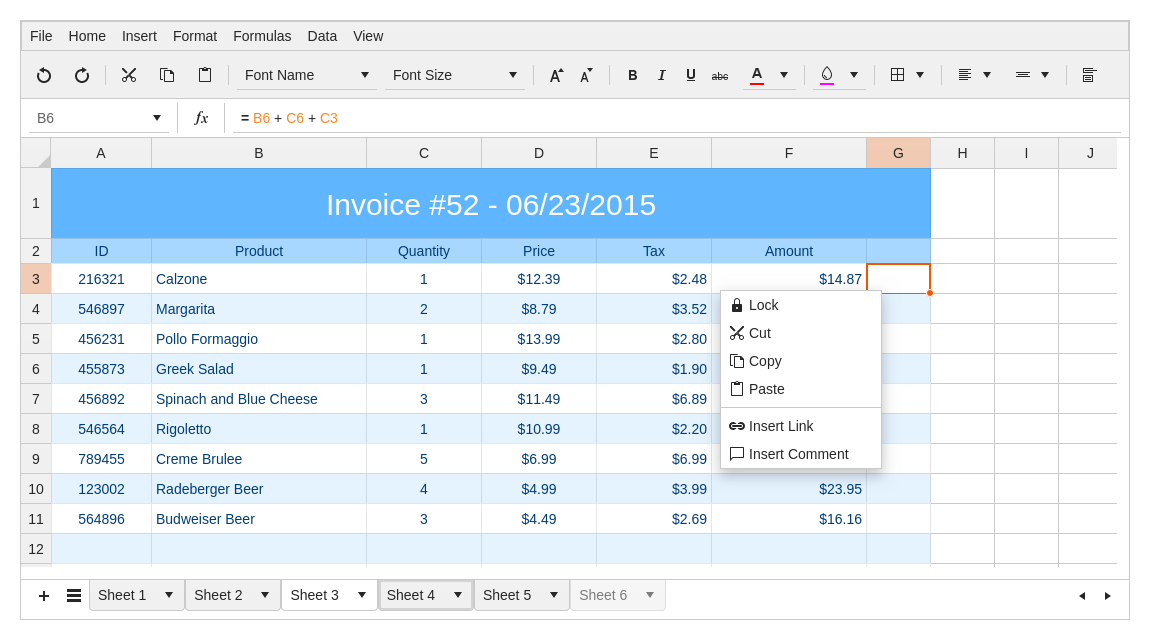 File Home Insert Format Formulas Data View
Font Name Font Size A A B I U abc A
B6 fx = B6 + C6 + C3
A B C D E F G H I J
1 Invoice #52 - 06/23/2015
2 ID Product Quantity Price Tax Amount
3 216321 Calzone 1 $12.39 $2.48 $14.87
4 546897 Margarita 2 $8.79 $3.52
Lock
5 456231 Pollo Formaggio 1 $13.99 $2.80
Cut
6 455873 Greek Salad 1 $9.49 $1.90
Copy
7 456892 Spinach and Blue Cheese 3 $11.49 $6.89
Paste
8 546564 Rigoletto 1 $10.99 $2.20
Insert Link
9 789455 Creme Brulee 5 $6.99 $6.99
Insert Comment
10 123002 Radeberger Beer 4 $4.99 $3.99 $23.95
11 564896 Budweiser Beer 3 $4.49 $2.69 $16.16
12
Sheet 1 Sheet 2 Sheet 3 Sheet 4 Sheet 5 Sheet 6